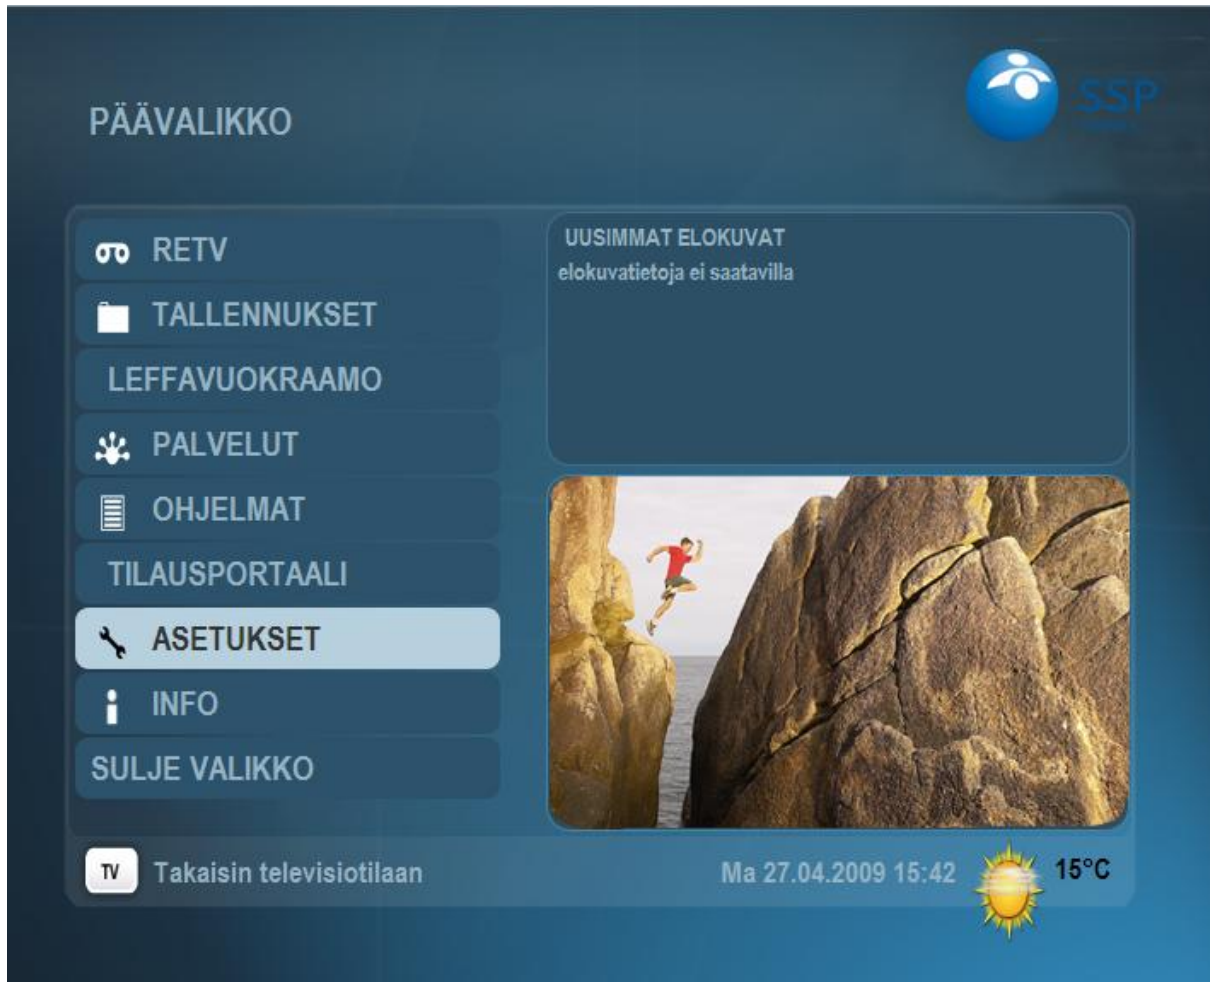 PÄÄVALIKKO
SSP
RETV
TALLENNUKSET
LEFFAVUOKRAAMO
PALVELUT
OHJELMAT
TILAUSPORTAALI
ASETUKSET
INFO
SULJE VALIKKO
UUSIMMAT ELOKUVAT
elokuvatietoja ei saatavilla
TV Takaisin televisiotilaan
Ma 27.04.2009 15:42
15°C